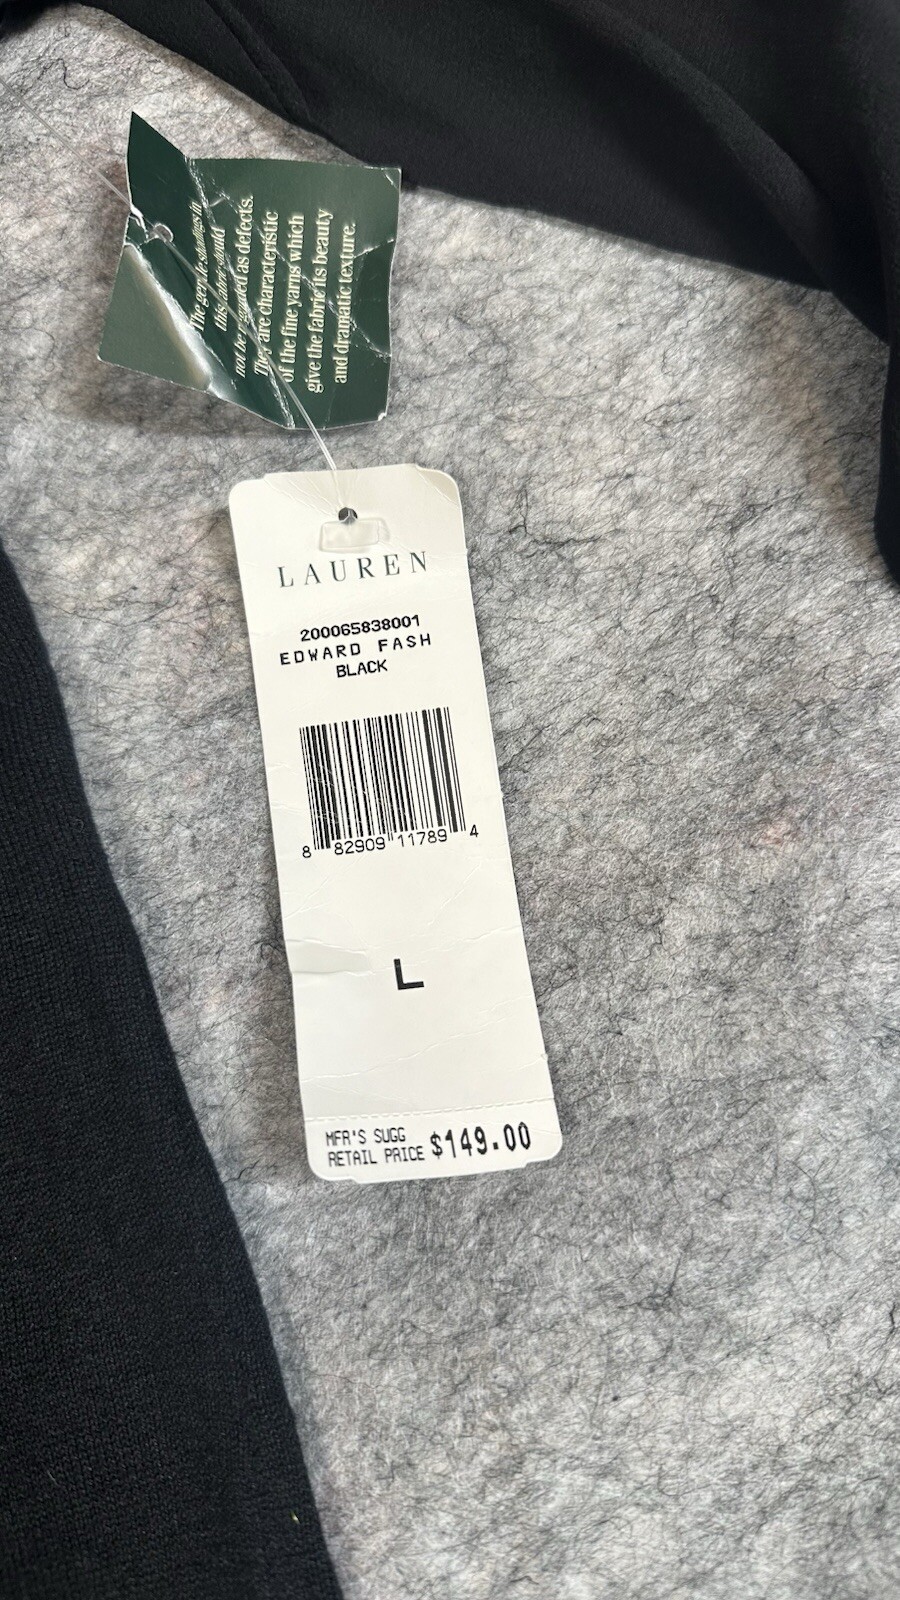 The gentle shadings in
this fabric should
not be regarded as defects.
They are characteristic
of the fine yarns which
give the fabric its beauty
and dramatic texture.
LAUREN
200065838001
EDWARD FASH
BLACK
8 82909 11789 4
L
MFR'S SUGG
RETAIL PRICE $149.00